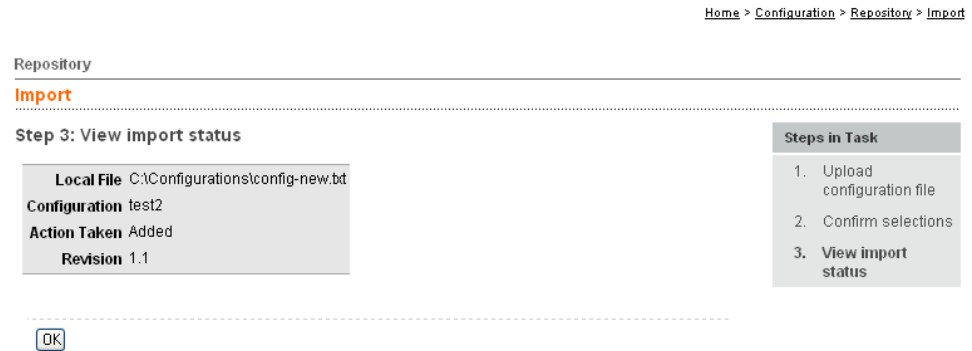 Home > Configuration > Repository > Import
Repository
Import
Step 3: View import status
Local File C:\Configurations\config-new.txt
Configuration test2
Action Taken Added
Revision 1.1
Steps in Task
1. Upload
configuration file
2. Confirm selections
3. View import
status
OK